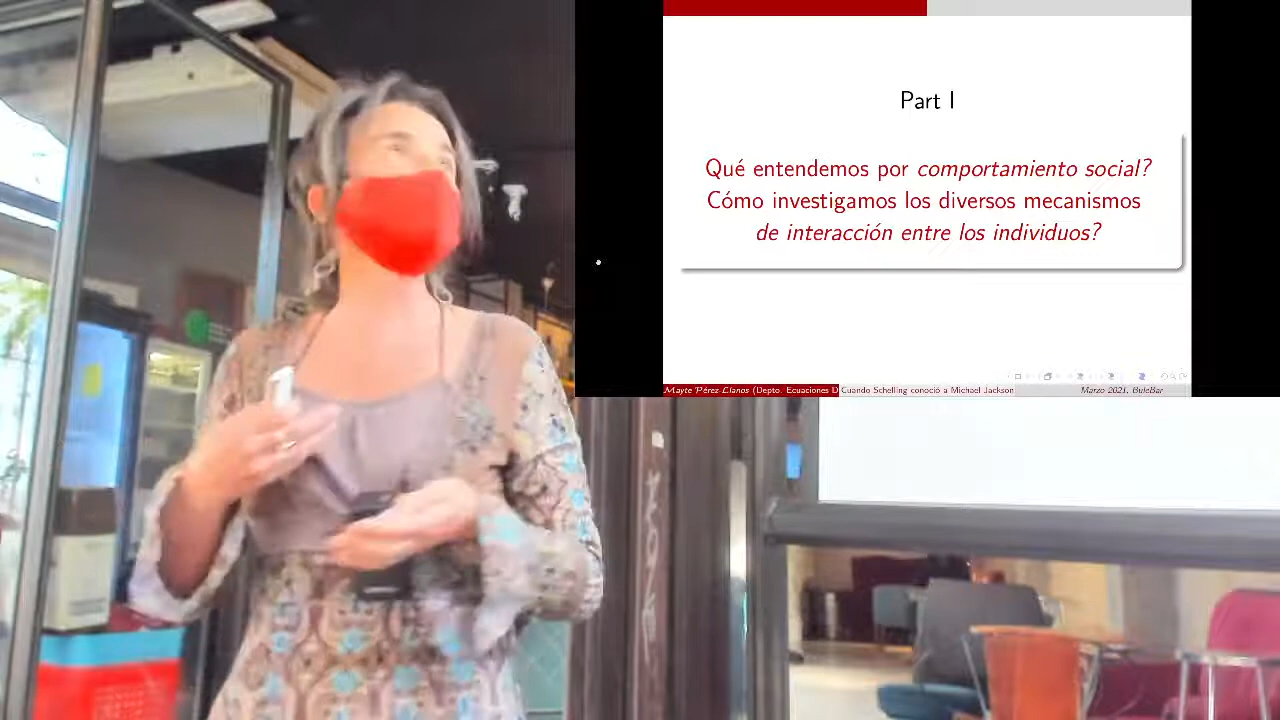 Part I
Qué entendemos por comportamiento social?
Cómo investigamos los diversos mecanismos
de interacción entre los individuos?
Mayte Pérez-Llanos (Depto. Ecuaciones D
Cuando Schelling conoció a Michael Jackson
Marzo 2021, BuleBar